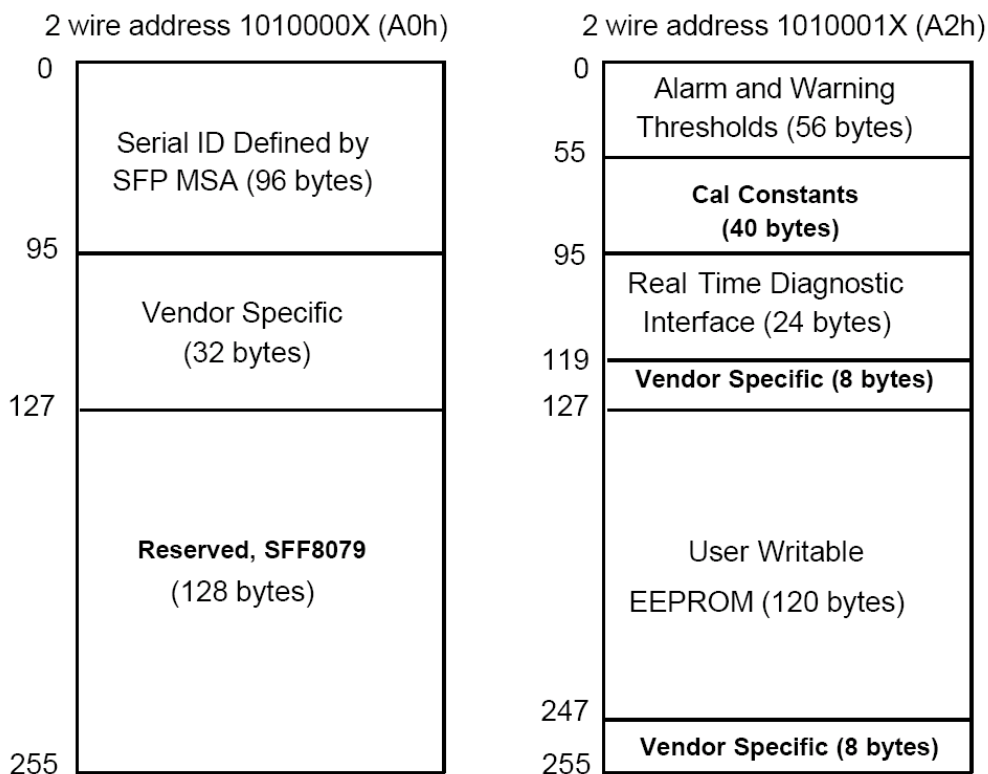 2 wire address 1010000X (A0h)
0
Serial ID Defined by
SFP MSA (96 bytes)
95
Vendor Specific
(32 bytes)
127
Reserved, SFF8079
(128 bytes)
255
2 wire address 1010001X (A2h)
0
Alarm and Warning
Thresholds (56 bytes)
55
Cal Constants
(40 bytes)
95
Real Time Diagnostic
Interface (24 bytes)
119
Vendor Specific (8 bytes)
127
User Writable
EEPROM (120 bytes)
247
Vendor Specific (8 bytes)
255